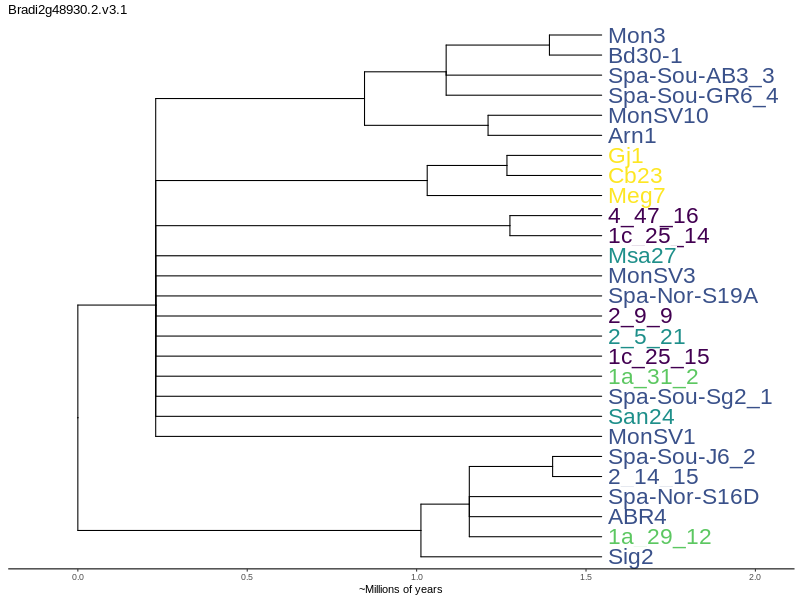 Bradi2g48930.2.v3.1
Mon3
Bd30-1
Spa-Sou-AB3_3
Spa-Sou-GR6_4
MonSV10
Arn1
Gj1
Cb23
Meg7
4_47_16
1c_25_14
Msa27
MonSV3
Spa-Nor-S19A
2_9_9
2_5_21
1c_25_15
1a_31_2
Spa-Sou-Sg2_1
San24
MonSV1
Spa-Sou-J6_2
2_14_15
Spa-Nor-S16D
ABR4
1a_29_12
Sig2
0.0 0.5 1.0 1.5 2.0
~Millions of years